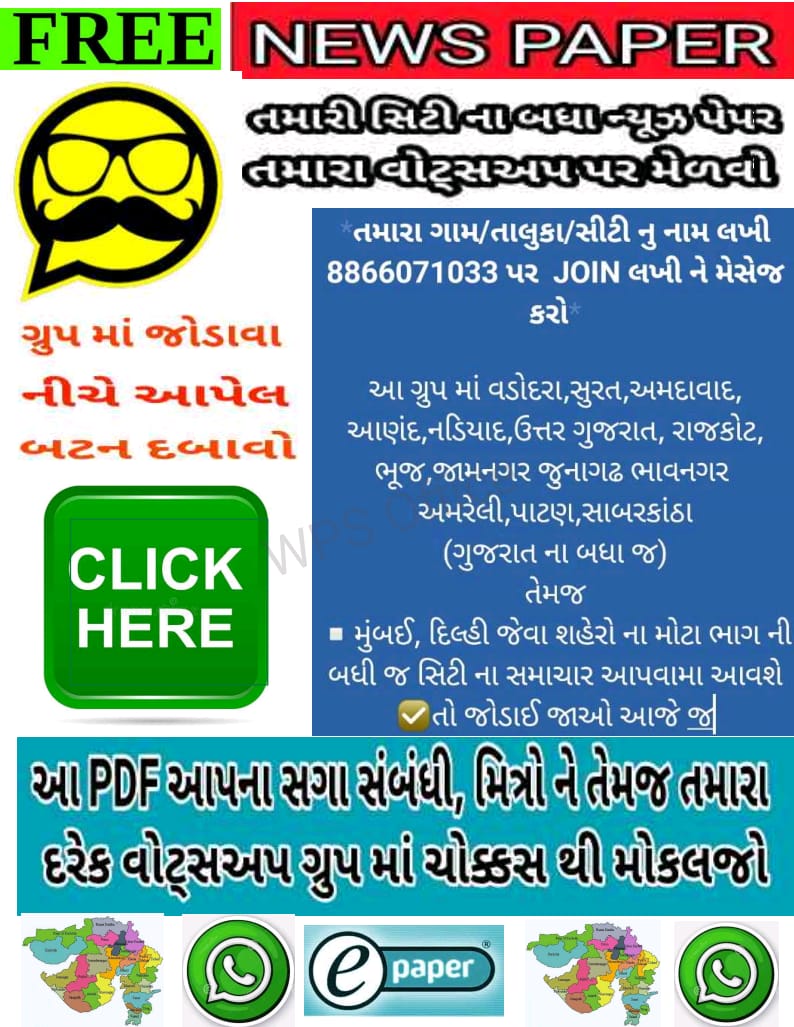 FREE NEWS PAPER
તમારી સિટી ના બધા ન્યૂઝ પેપર
તમારા વોટ્સઅપ પર મેળવો
*તમારા ગામ/તાલુકા/સીટી નુ નામ લખી
8866071033 પર JOIN લખી ને મેસેજ
કરો*
ગ્રુપ માં જોડાવા
નીચે આપેલ
બટન દબાવો
CLICK
HERE
આ ગ્રુપ માં વડોદરા,સુરત,અમદાવાદ,
આણંદ,નડિયાદ,ઉત્તર ગુજરાત, રાજકોટ,
ભૂજ,જામનગર જુનાગઢ ભાવનગર
અમરેલી,પાટણ,સાબરકાંઠા
(ગુજરાત ના બધા જ)
તેમજ
▫️મુંબઈ, દિલ્હી જેવા શહેરો ના મોટા ભાગ ની
બધી જ સિટી ના સમાચાર આપવામા આવશે
✅તો જોડાઈ જાઓ આજે જ
WPS Office
આ PDF આપના સગા સંબંધી, મિત્રો ને તેમજ તમારા
દરેક વોટ્સઅપ ગ્રુપ માં ચોક્કસ થી મોકલજો
e paper ®